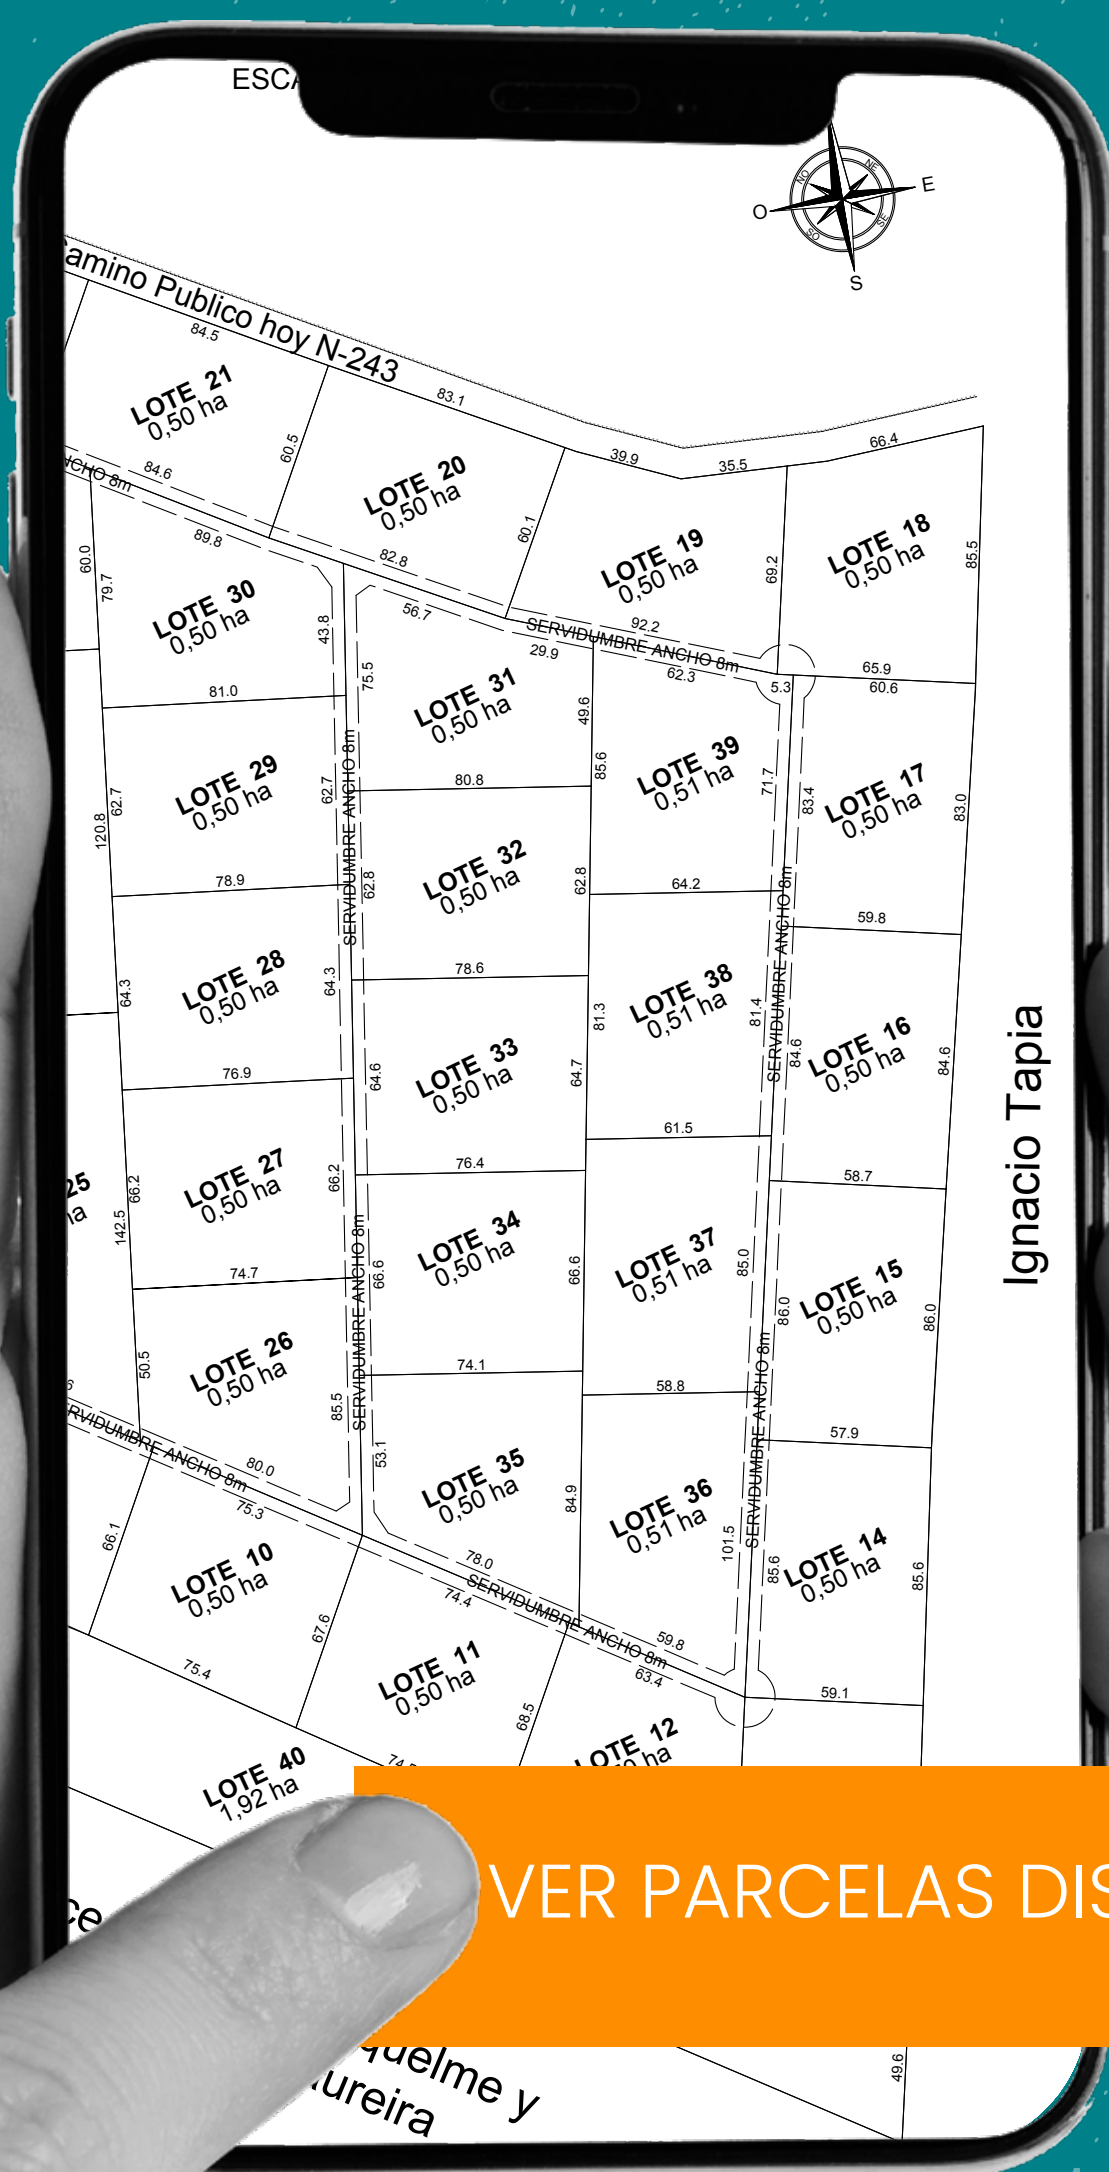 E
O
S
NE
NO
SO
SE
amino Publico hoy N-243
84.5
LOTE 21
0,50 ha
60.5
83.1
LOTE 20
0,50 ha
60.1
39.9
35.5
66.4
LOTE 19
0,50 ha
69.2
LOTE 18
0,50 ha
85.5
84.6
ANCHO 8m
89.8
82.8
92.2
SERVIDUMBRE ANCHO 8m
56.7
29.9
62.3
5.3
65.9
60.6
60.0
79.7
LOTE 30
0,50 ha
43.8
75.5
81.0
LOTE 31
0,50 ha
49.6
85.6
80.8
LOTE 39
0,51 ha
71.7
83.4
LOTE 17
0,50 ha
83.0
LOTE 29
0,50 ha
62.7
62.7
120.8
SERVIDUMBRE ANCHO 8m
62.8
78.9
LOTE 32
0,50 ha
62.8
78.6
64.2
59.8
LOTE 28
0,50 ha
64.3
64.3
76.9
LOTE 33
0,50 ha
64.6
64.7
76.4
LOTE 38
0,51 ha
81.3
81.4
61.5
SERVIDUMBRE ANCHO 8m
84.6
LOTE 16
0,50 ha
84.6
58.7
Ignacio Tapia
25
LOTE 27
0,50 ha
66.2
66.2
142.5
74.7
SERVIDUMBRE ANCHO 8m
LOTE 34
0,50 ha
66.6
66.6
74.1
LOTE 37
0,51 ha
85.0
58.8
LOTE 15
0,50 ha
86.0
86.0
57.9
LOTE 26
0,50 ha
50.5
85.5
80.0
LOTE 35
0,50 ha
53.1
84.9
78.0
LOTE 36
0,51 ha
101.5
59.8
SERVIDUMBRE ANCHO 8m
LOTE 14
0,50 ha
85.6
85.6
59.1
RVIDUMBRE ANCHO 8m
75.3
SERVIDUMBRE ANCHO 8m
74.4
63.4
66.1
LOTE 10
0,50 ha
67.6
75.4
LOTE 11
0,50 ha
68.5
LOTE 12
ha
LOTE 40
1,92 ha
VER PARCELAS DIS
quelme y
ureira
49.6